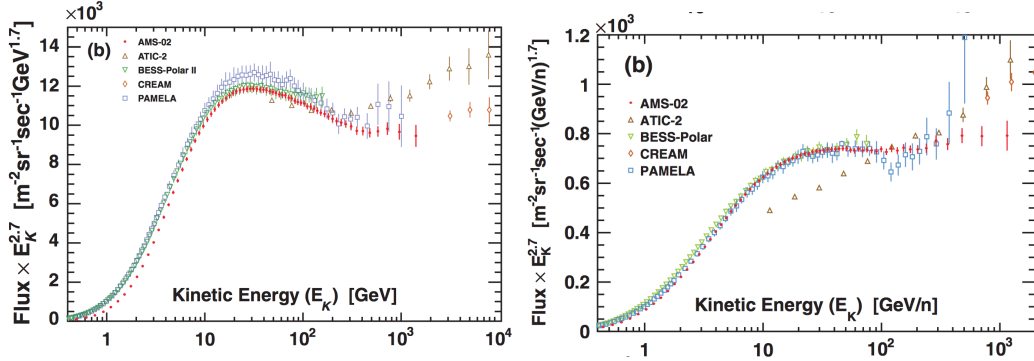 ×10³
(b)
AMS-02
ATIC-2
BESS-Polar II
CREAM
PAMELA
Flux × E_K^2.7 [m⁻²sr⁻¹sec⁻¹GeV^1.7]
14
12
10
8
6
4
2
0
Kinetic Energy (E_K) [GeV]
1 10 10² 10³ 10⁴
×10³
(b)
AMS-02
ATIC-2
BESS-Polar
CREAM
PAMELA
Flux × E_K^2.7 [m⁻²sr⁻¹sec⁻¹(GeV/n)^1.7]
1.2
1
0.8
0.6
0.4
0.2
0
Kinetic Energy (E_K) [GeV/n]
1 10 10² 10³